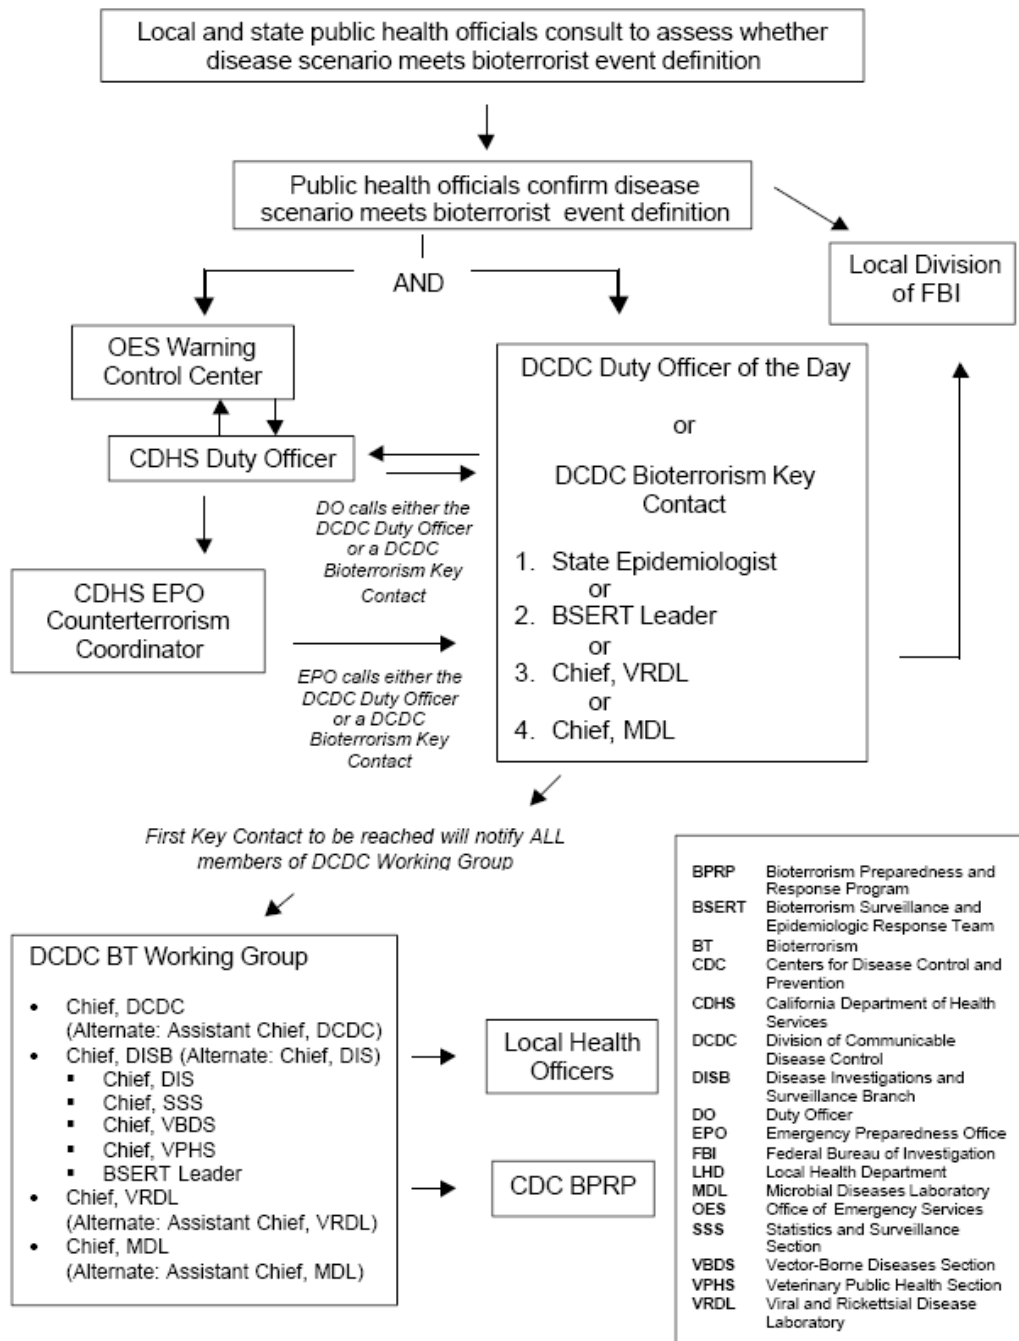 Local and state public health officials consult to assess whether
disease scenario meets bioterrorist event definition
Public health officials confirm disease
scenario meets bioterrorist event definition
Local Division
of FBI
AND
OES Warning
Control Center
CDHS Duty Officer
DO calls either the
DCDC Duty Officer
or a DCDC
Bioterrorism Key
Contact
CDHS EPO
Counterterrorism
Coordinator
EPO calls either the
DCDC Duty Officer
or a DCDC
Bioterrorism Key
Contact
DCDC Duty Officer of the Day
or
DCDC Bioterrorism Key
Contact
1. State Epidemiologist
or
2. BSERT Leader
or
3. Chief, VRDL
or
4. Chief, MDL
First Key Contact to be reached will notify ALL
members of DCDC Working Group
DCDC BT Working Group
• Chief, DCDC
(Alternate: Assistant Chief, DCDC)
• Chief, DISB (Alternate: Chief, DIS)
▪ Chief, DIS
▪ Chief, SSS
▪ Chief, VBDS
▪ Chief, VPHS
▪ BSERT Leader
• Chief, VRDL
(Alternate: Assistant Chief, VRDL)
• Chief, MDL
(Alternate: Assistant Chief, MDL)
Local Health
Officers
CDC BPRP
BPRP Bioterrorism Preparedness and
Response Program
BSERT Bioterrorism Surveillance and
Epidemiologic Response Team
BT Bioterrorism
CDC Centers for Disease Control and
Prevention
CDHS California Department of Health
Services
DCDC Division of Communicable
Disease Control
DISB Disease Investigations and
Surveillance Branch
DO Duty Officer
EPO Emergency Preparedness Office
FBI Federal Bureau of Investigation
LHD Local Health Department
MDL Microbial Diseases Laboratory
OES Office of Emergency Services
SSS Statistics and Surveillance
Section
VBDS Vector-Borne Diseases Section
VPHS Veterinary Public Health Section
VRDL Viral and Rickettsial Disease
Laboratory